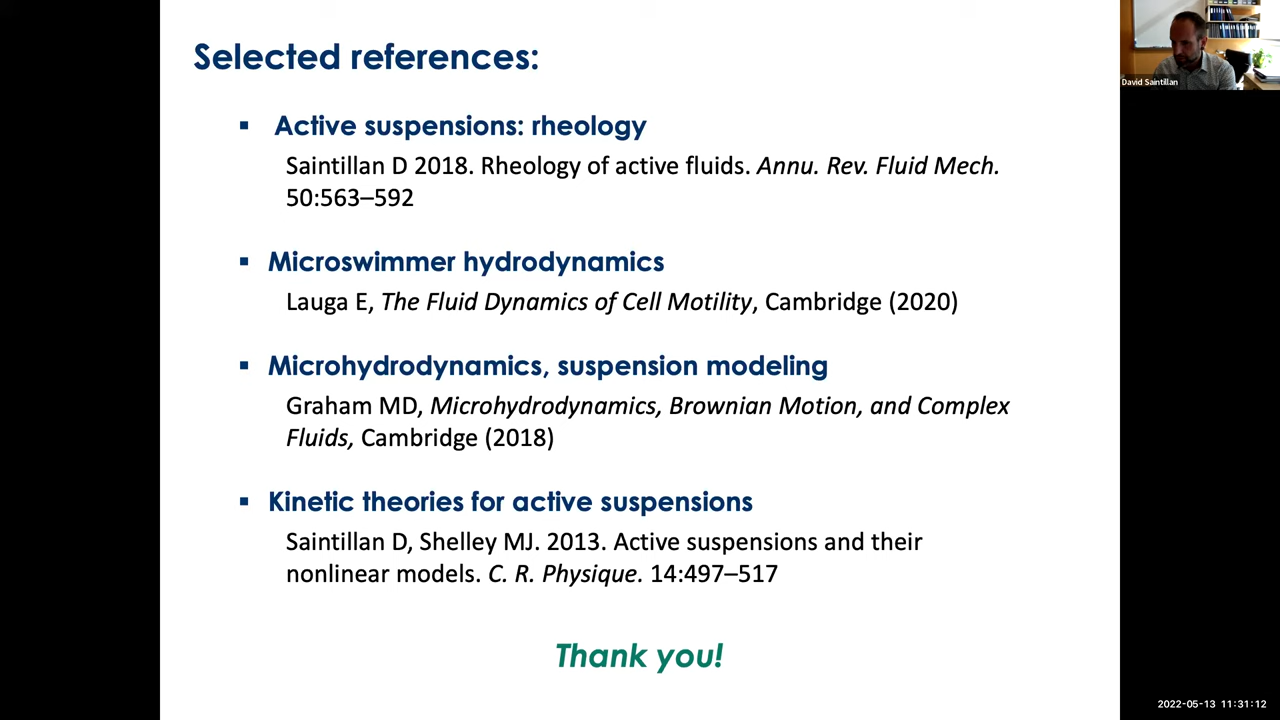 Selected references:
David Saintillan
▪ Active suspensions: rheology
Saintillan D 2018. Rheology of active fluids. Annu. Rev. Fluid Mech.
50:563–592
▪ Microswimmer hydrodynamics
Lauga E, The Fluid Dynamics of Cell Motility, Cambridge (2020)
▪ Microhydrodynamics, suspension modeling
Graham MD, Microhydrodynamics, Brownian Motion, and Complex
Fluids, Cambridge (2018)
▪ Kinetic theories for active suspensions
Saintillan D, Shelley MJ. 2013. Active suspensions and their
nonlinear models. C. R. Physique. 14:497–517
Thank you!
2022-05-13 11:31:12